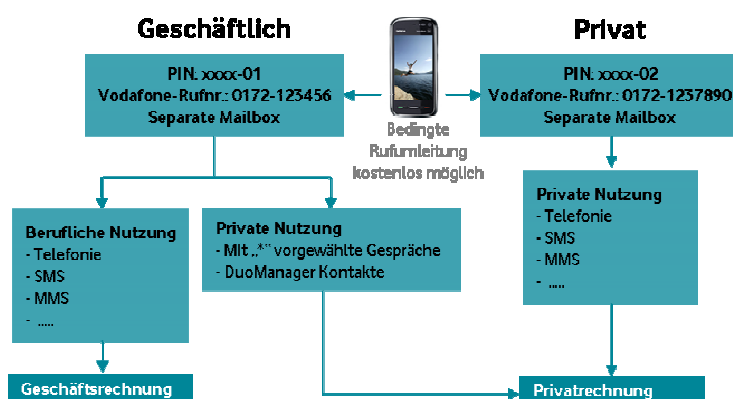 Geschäftlich
Privat
PIN: xxxx-01
Vodafone-Rufnr.: 0172-123456
Separate Mailbox
PIN: xxxx-02
Vodafone-Rufnr.: 0172-1237890
Separate Mailbox
Bedingte
Rufumleitung
kostenlos möglich
Berufliche Nutzung
- Telefonie
- SMS
- MMS
- .....
Private Nutzung
- Mit „*“ vorgewählte Gespräche
- DuoManager Kontakte
Private Nutzung
- Telefonie
- SMS
- MMS
- .....
Geschäftsrechnung
Privatrechnung